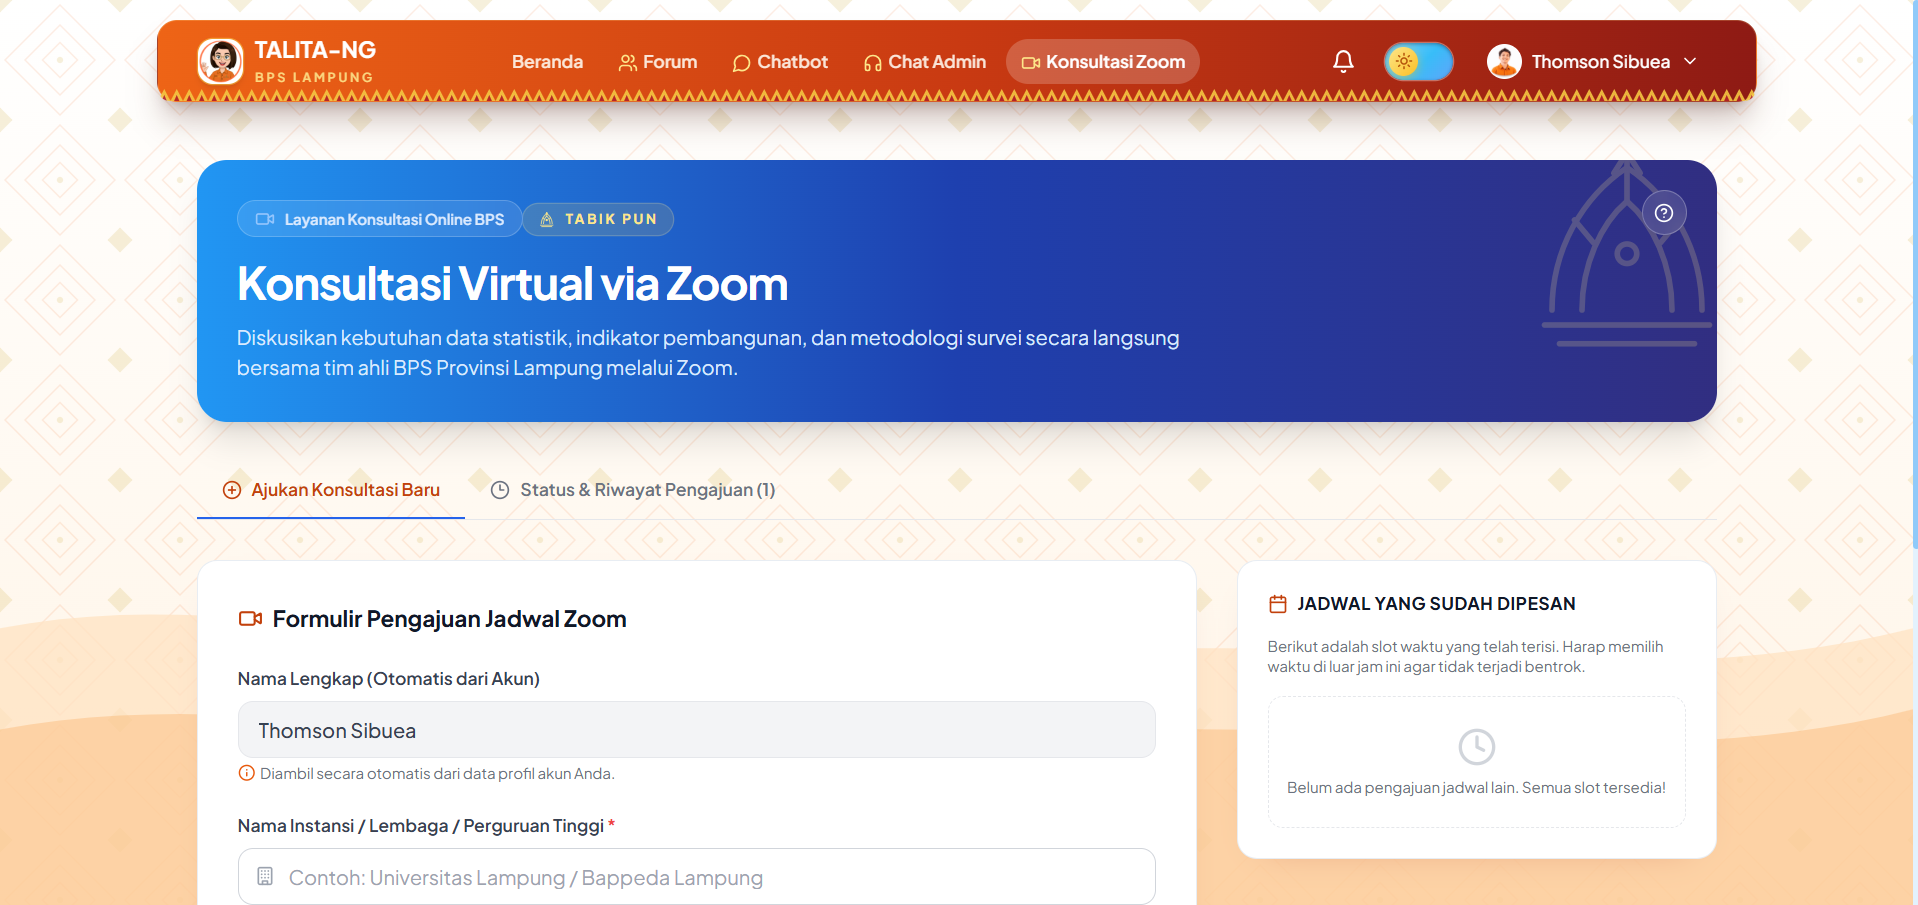 TALITA-NG
BPS LAMPUNG
Beranda
Forum
Chatbot
Chat Admin
Konsultasi Zoom
Thomson Sibuea
Layanan Konsultasi Online BPS
TABIK PUN
Konsultasi Virtual via Zoom
Diskusikan kebutuhan data statistik, indikator pembangunan, dan metodologi survei secara langsung
bersama tim ahli BPS Provinsi Lampung melalui Zoom.
Ajukan Konsultasi Baru
Status & Riwayat Pengajuan (1)
Formulir Pengajuan Jadwal Zoom
Nama Lengkap (Otomatis dari Akun)
Thomson Sibuea
Diambil secara otomatis dari data profil akun Anda.
Nama Instansi / Lembaga / Perguruan Tinggi *
Contoh: Universitas Lampung / Bappeda Lampung
JADWAL YANG SUDAH DIPESAN
Berikut adalah slot waktu yang telah terisi. Harap memilih
waktu di luar jam ini agar tidak terjadi bentrok.
Belum ada pengajuan jadwal lain. Semua slot tersedia!